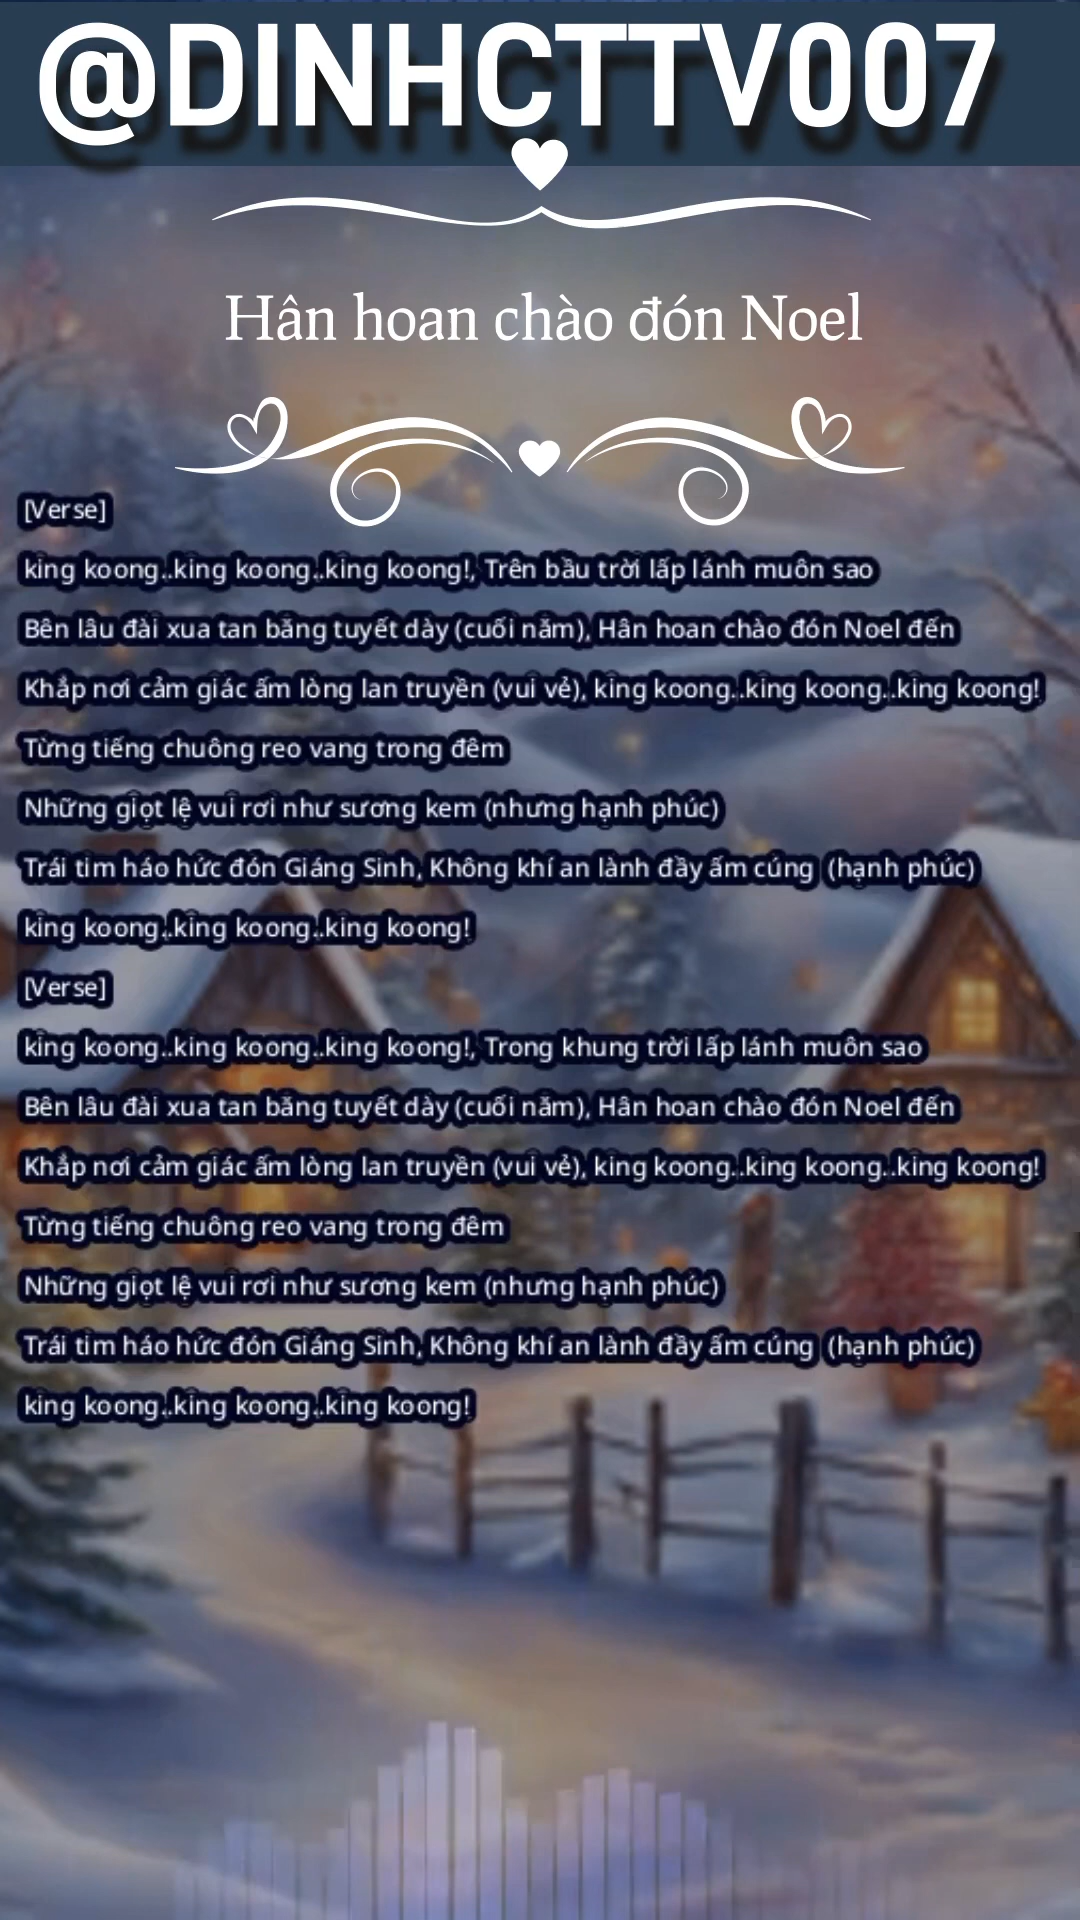 @DINHCTTV007
Hân hoan chào đón Noel
[Verse]
king koong..king koong..king koong!, Trên bầu trời lấp lánh muôn sao
Bên lâu đài xua tan băng tuyết dày (cuối năm), Hân hoan chào đón Noel đến
Khắp nơi cảm giác ấm lòng lan truyền (vui vẻ), king koong..king koong..king koong!
Từng tiếng chuông reo vang trong đêm
Những giọt lệ vui rơi như sương kem (nhưng hạnh phúc)
Trái tim háo hức đón Giáng Sinh, Không khí an lành đầy ấm cúng (hạnh phúc)
king koong..king koong..king koong!
[Verse]
king koong..king koong..king koong!, Trong khung trời lấp lánh muôn sao
Bên lâu đài xua tan băng tuyết dày (cuối năm), Hân hoan chào đón Noel đến
Khắp nơi cảm giác ấm lòng lan truyền (vui vẻ), king koong..king koong..king koong!
Từng tiếng chuông reo vang trong đêm
Những giọt lệ vui rơi như sương kem (nhưng hạnh phúc)
Trái tim háo hức đón Giáng Sinh, Không khí an lành đầy ấm cúng (hạnh phúc)
king koong..king koong..king koong!